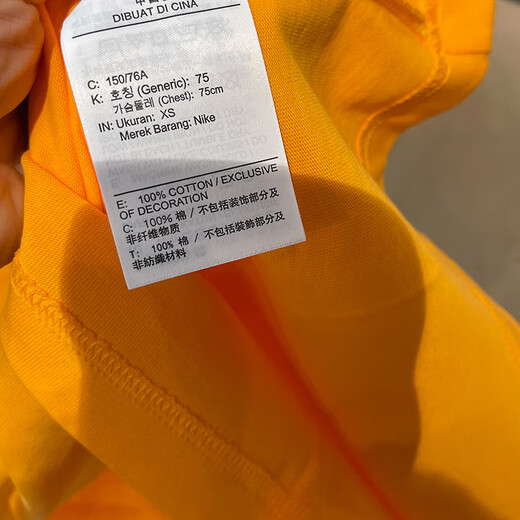 DIBUAT DI CINA
C: 150/76A
K: 호칭 (Generic): 75
가슴둘레 (Chest): 75cm
IN: Ukuran: XS
Merek Barang: Nike
E: 100% COTTON / EXCLUSIVE
OF DECORATION
C: 100% 棉 / 不包括装饰部分及
非纤维物质
T: 100% 棉 / 不包括裝飾部分及
非紡織材料